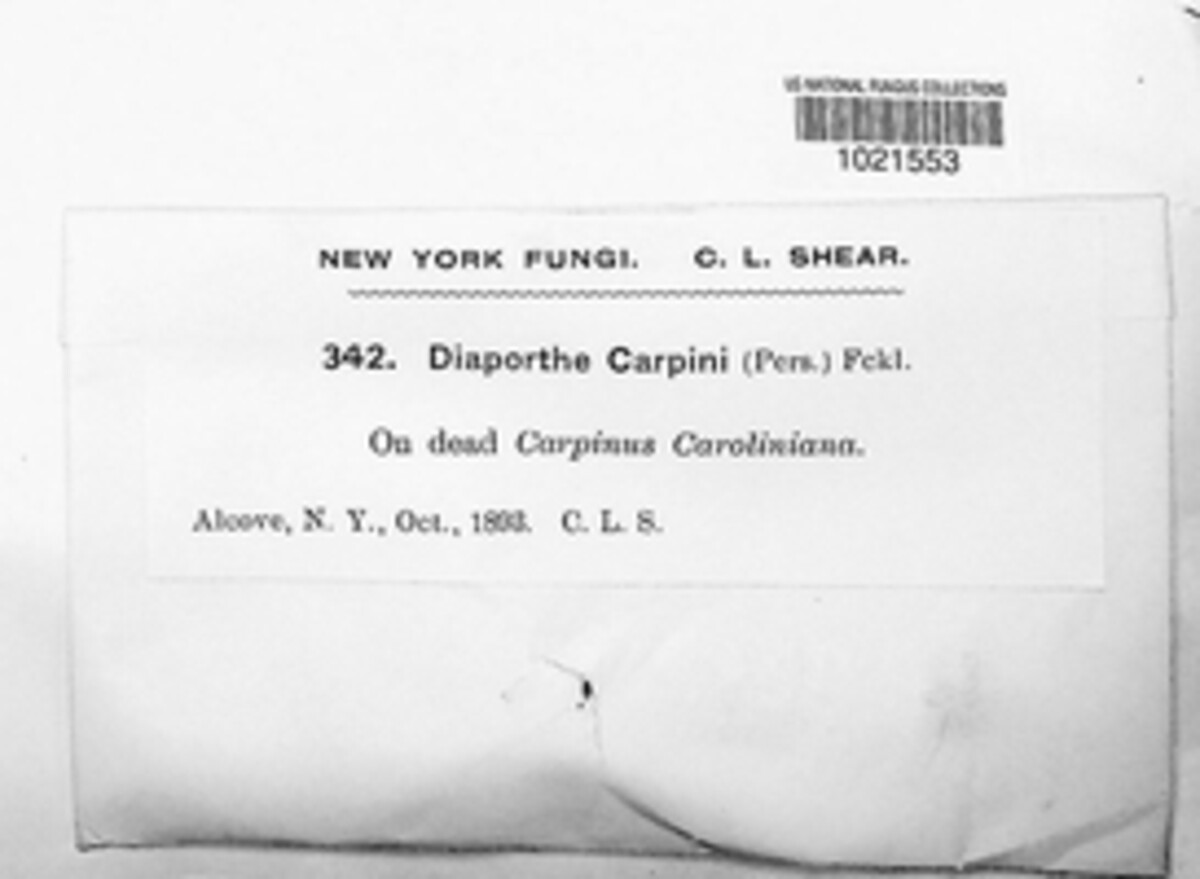 US NATIONAL FUNGUS COLLECTIONS
1021553
NEW YORK FUNGI. C. L. SHEAR.
342. Diaporthe Carpini (Pers.) Fckl.
On dead Carpinus Caroliniana.
Alcove, N. Y., Oct., 1893. C. L. S.